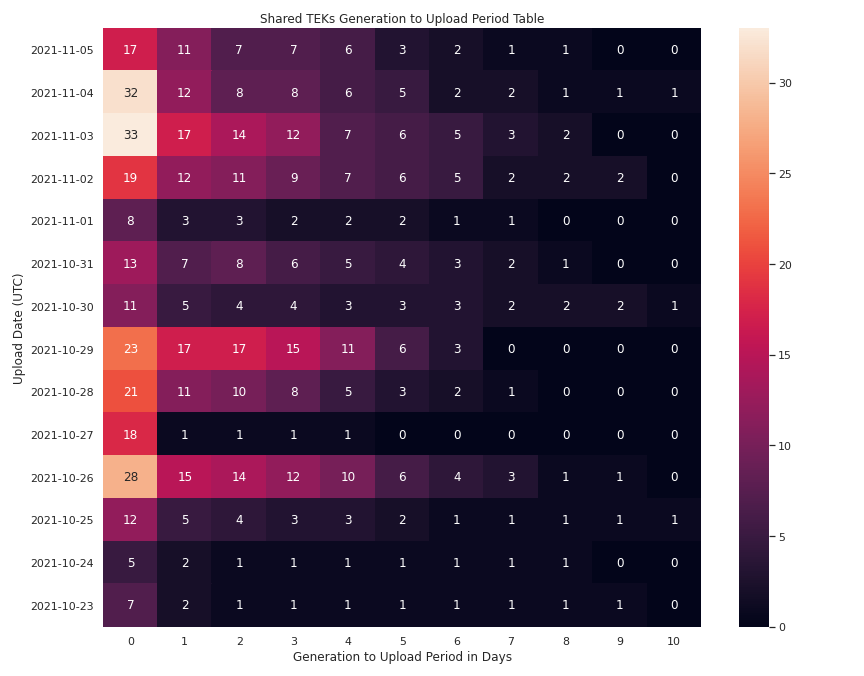 Shared TEKs Generation to Upload Period Table
2021-11-05 17 11 7 7 6 3 2 1 1 0 0
2021-11-04 32 12 8 8 6 5 2 2 1 1 1
2021-11-03 33 17 14 12 7 6 5 3 2 0 0
2021-11-02 19 12 11 9 7 6 5 2 2 2 0
2021-11-01 8 3 3 2 2 2 1 1 0 0 0
2021-10-31 13 7 8 6 5 4 3 2 1 0 0
2021-10-30 11 5 4 4 3 3 3 2 2 2 1
2021-10-29 23 17 17 15 11 6 3 0 0 0 0
2021-10-28 21 11 10 8 5 3 2 1 0 0 0
2021-10-27 18 1 1 1 1 0 0 0 0 0 0
2021-10-26 28 15 14 12 10 6 4 3 1 1 0
2021-10-25 12 5 4 3 3 2 1 1 1 1 1
2021-10-24 5 2 1 1 1 1 1 1 1 0 0
2021-10-23 7 2 1 1 1 1 1 1 1 1 0
0 1 2 3 4 5 6 7 8 9 10
Generation to Upload Period in Days
Upload Date (UTC)
30
25
20
15
10
5
0